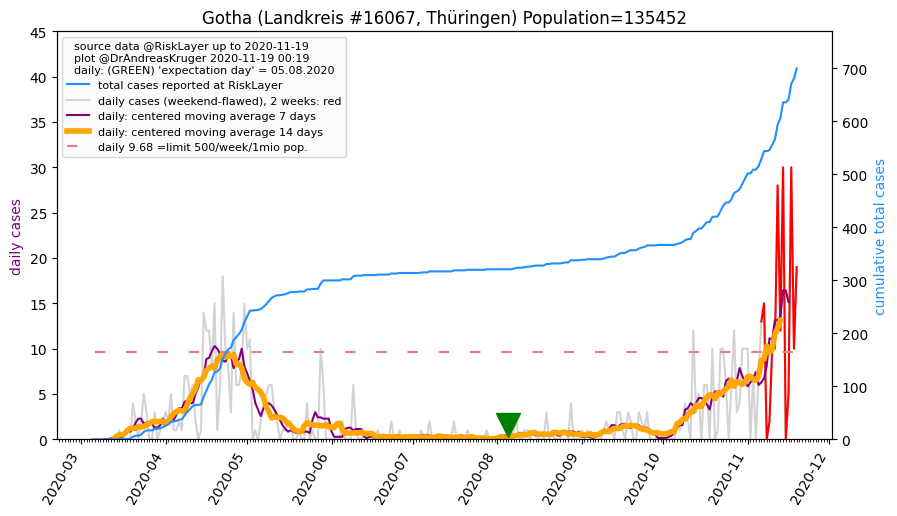 Gotha (Landkreis #16067, Thüringen) Population=135452
source data @RiskLayer up to 2020-11-19
plot @DrAndreasKruger 2020-11-19 00:19
daily: (GREEN) 'expectation day' = 05.08.2020
total cases reported at RiskLayer
daily cases (weekend-flawed), 2 weeks: red
daily: centered moving average 7 days
daily: centered moving average 14 days
daily 9.68 =limit 500/week/1mio pop.
daily cases
45
40
35
30
25
20
15
10
5
0
cumulative total cases
700
600
500
400
300
200
100
0
2020-03
2020-04
2020-05
2020-06
2020-07
2020-08
2020-09
2020-10
2020-11
2020-12